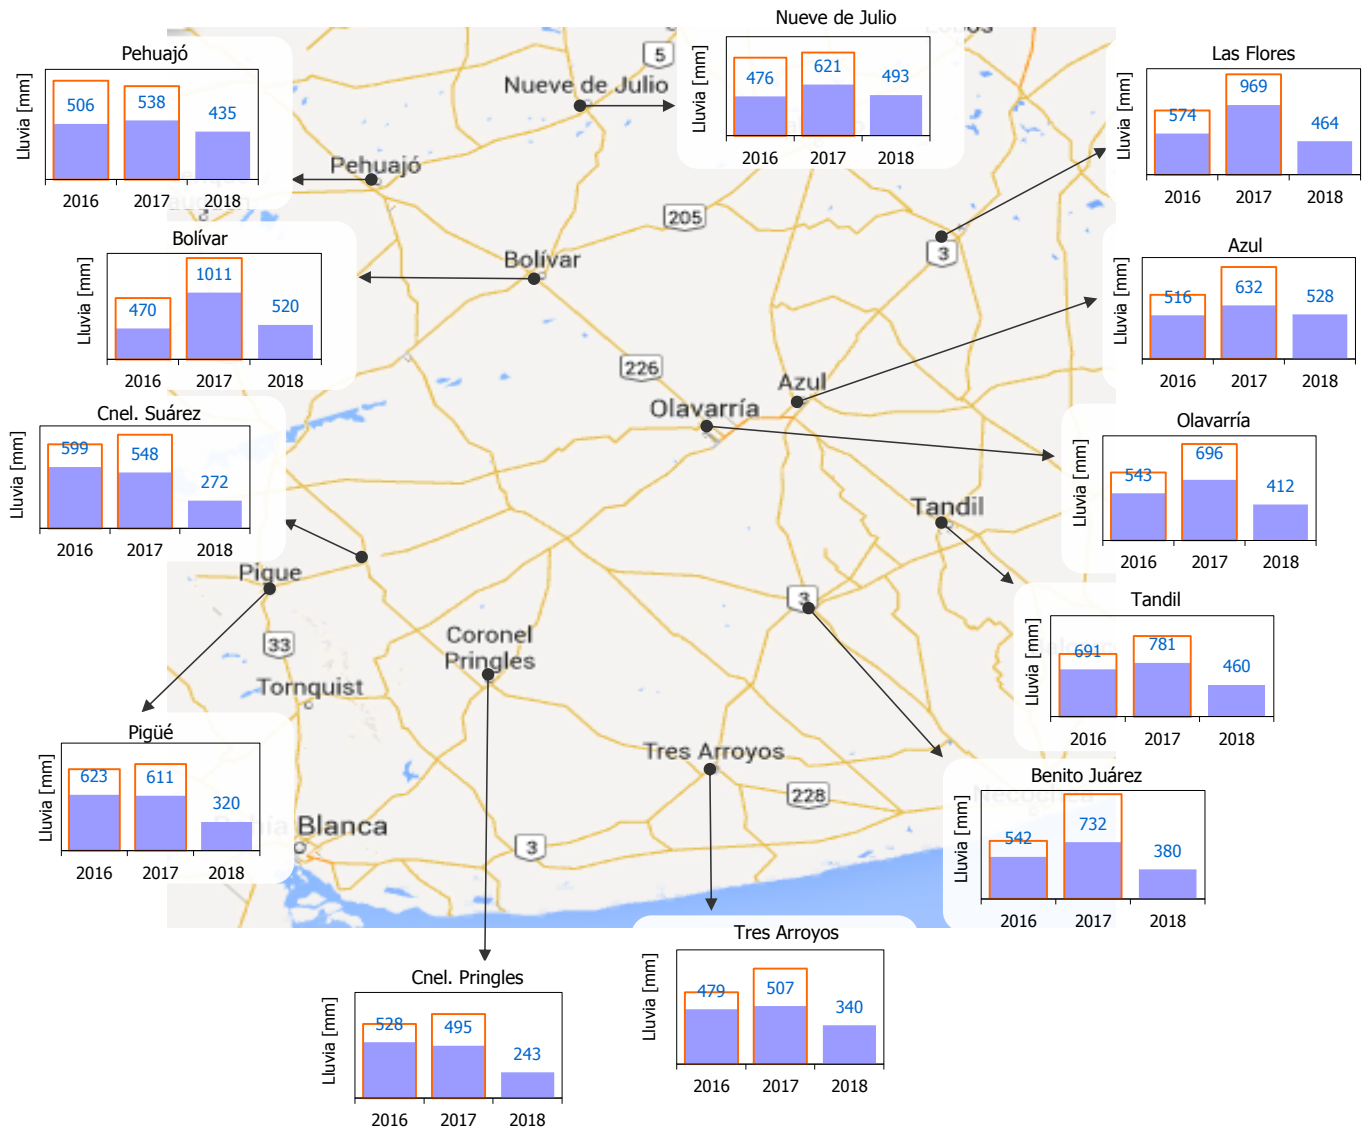 Nueve de Julio
Lluvia [mm]
476
621
493
2016
2017
2018
Pehuajó
Lluvia [mm]
506
538
435
2016
2017
2018
Las Flores
Lluvia [mm]
574
969
464
2016
2017
2018
5
Nueve de Julio
Pehuajó
205
3
Bolívar
Bolívar
Lluvia [mm]
470
1011
520
2016
2017
2018
Azul
Lluvia [mm]
516
632
528
2016
2017
2018
226
Azul
Olavarría
Cnel. Suárez
Lluvia [mm]
599
548
272
2016
2017
2018
Olavarría
Lluvia [mm]
543
696
412
2016
2017
2018
Tandil
Pigue
3
33
Coronel
Pringles
Tornquist
Tandil
Lluvia [mm]
691
781
460
2016
2017
2018
Pigüé
Lluvia [mm]
623
611
320
2016
2017
2018
Tres Arroyos
228
Bahía Blanca
3
Benito Juárez
Necochea
Lluvia [mm]
542
732
380
2016
2017
2018
Tres Arroyos
Lluvia [mm]
479
507
340
2016
2017
2018
Cnel. Pringles
Lluvia [mm]
528
495
243
2016
2017
2018